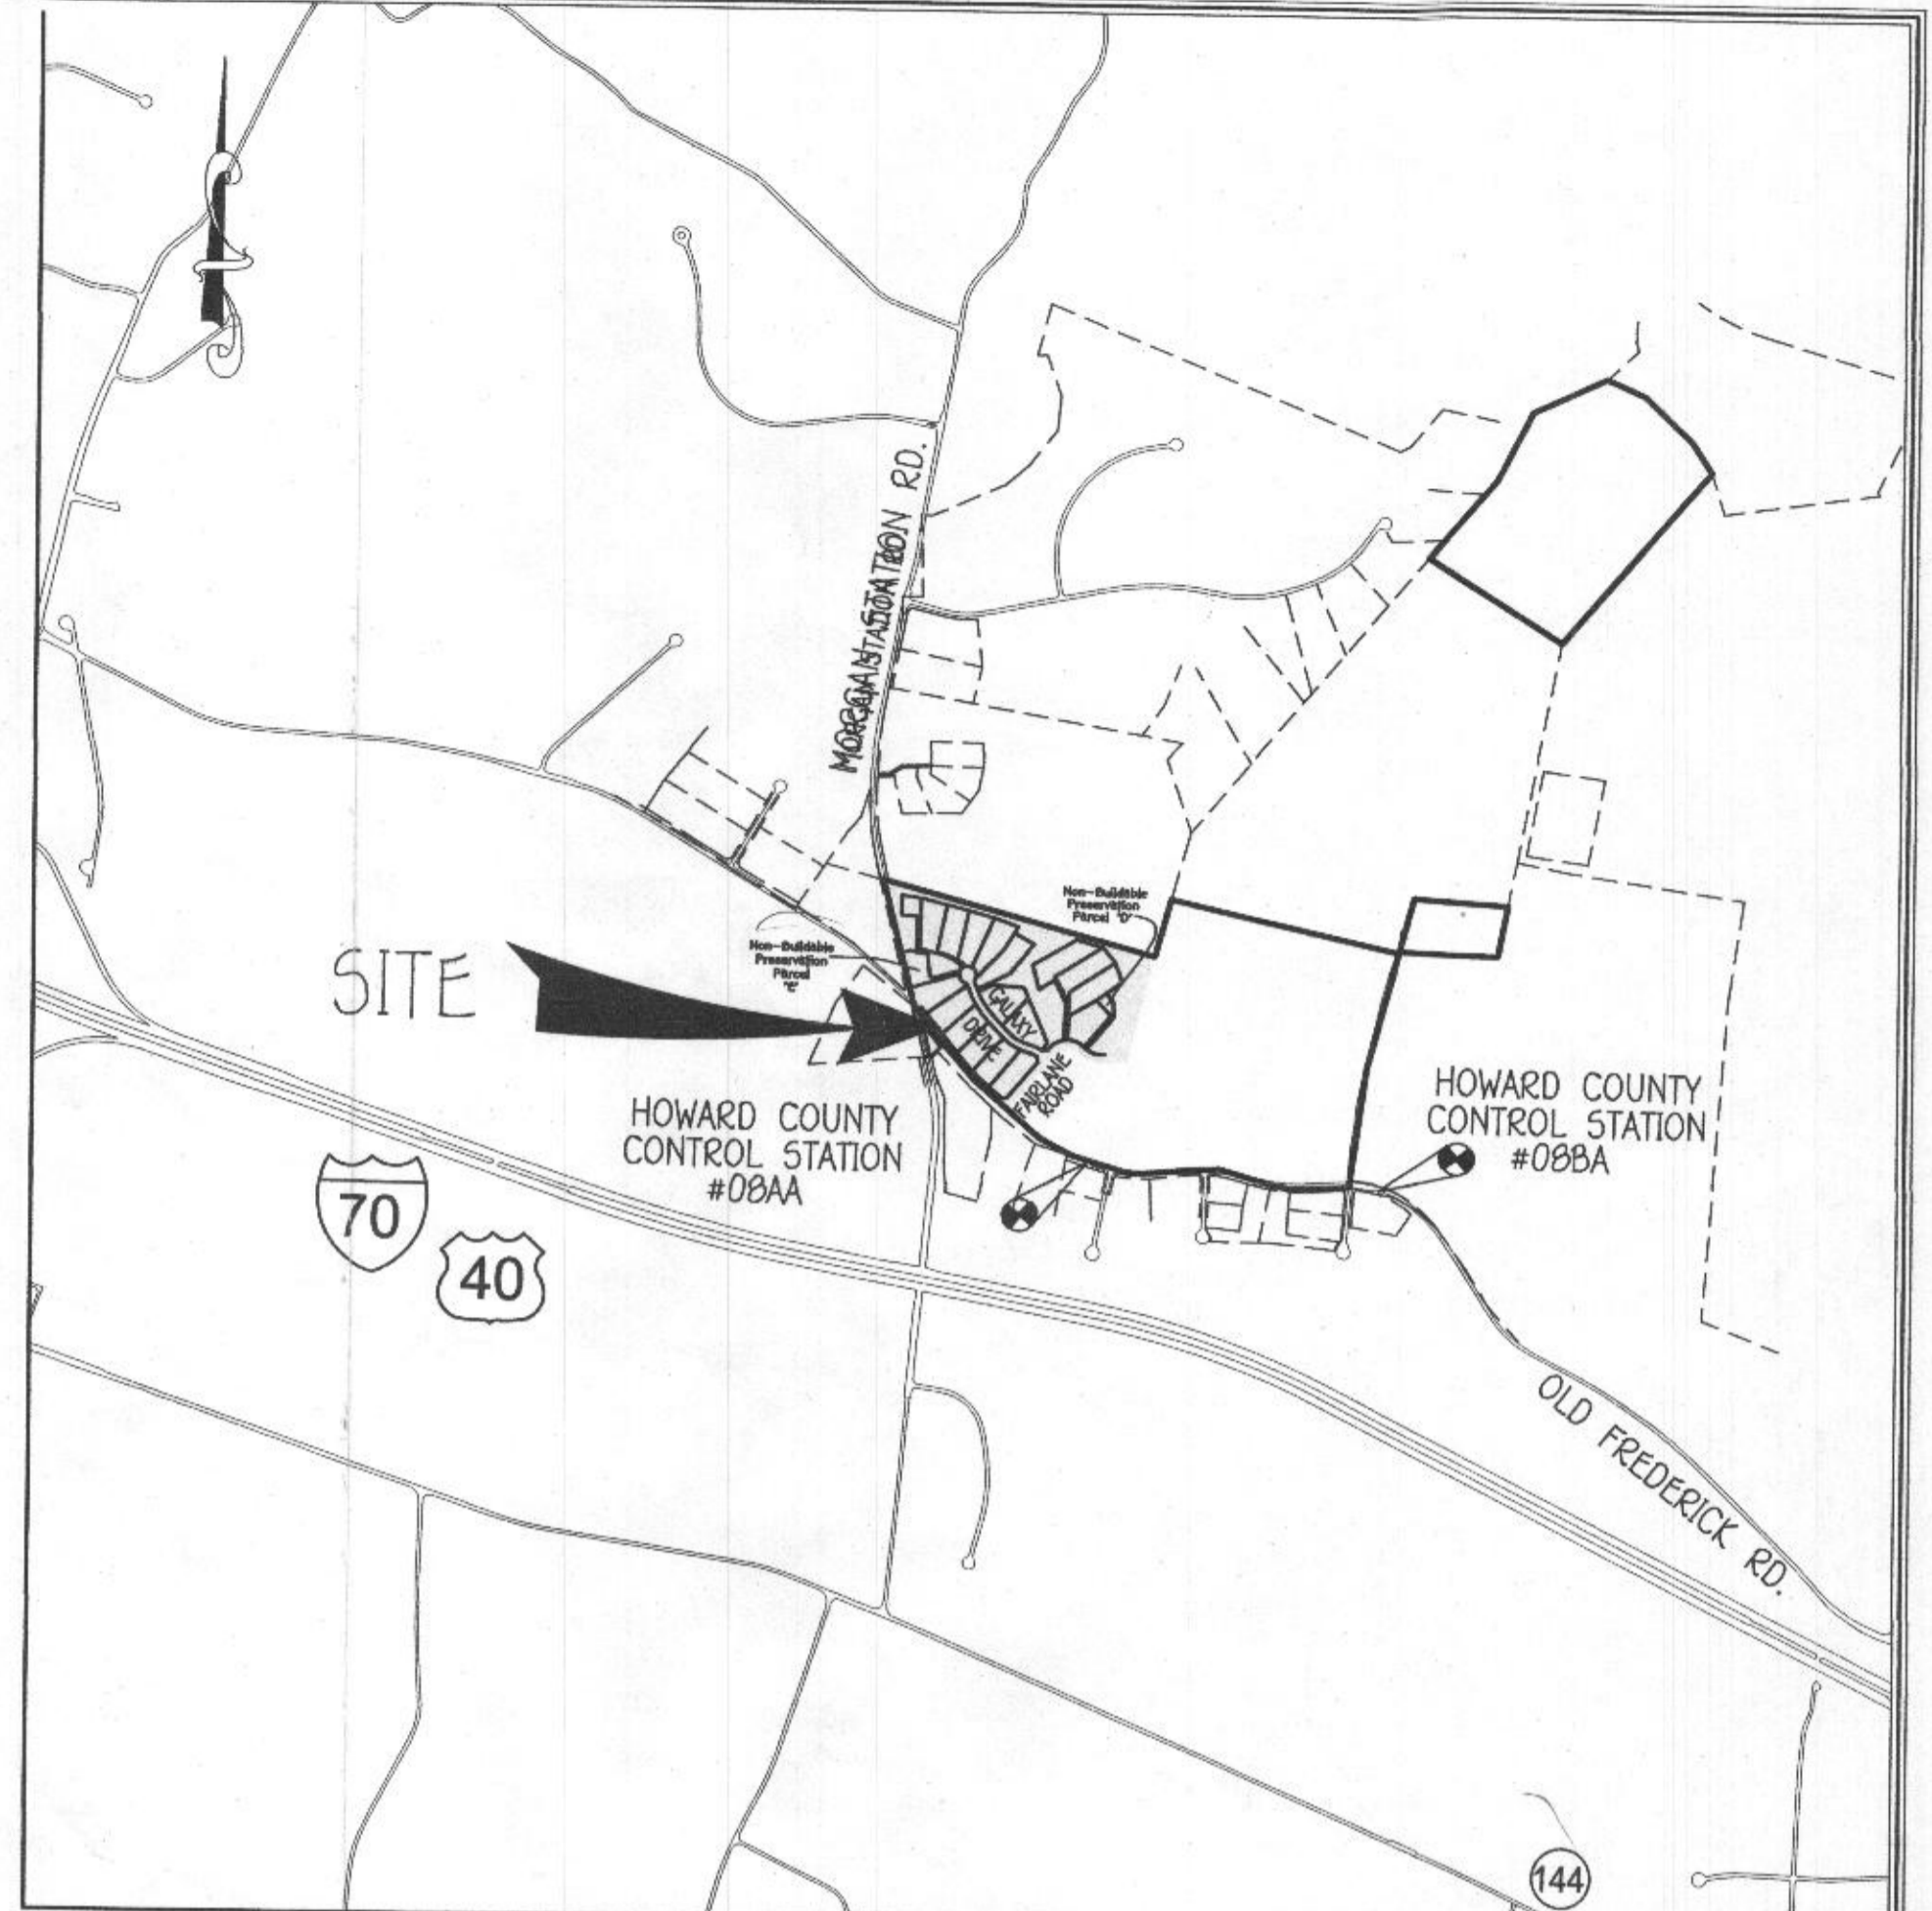 MORGAN STATION RD.
Non-Buildable
Preservation
Parcel "D"
Non-Buildable
Preservation
Parcel
"C"
SITE
GALAXY
DRIVE
FAIRLANE
ROAD
HOWARD COUNTY
CONTROL STATION
#08AA
HOWARD COUNTY
CONTROL STATION
#08BA
70
40
OLD FREDERICK RD.
144